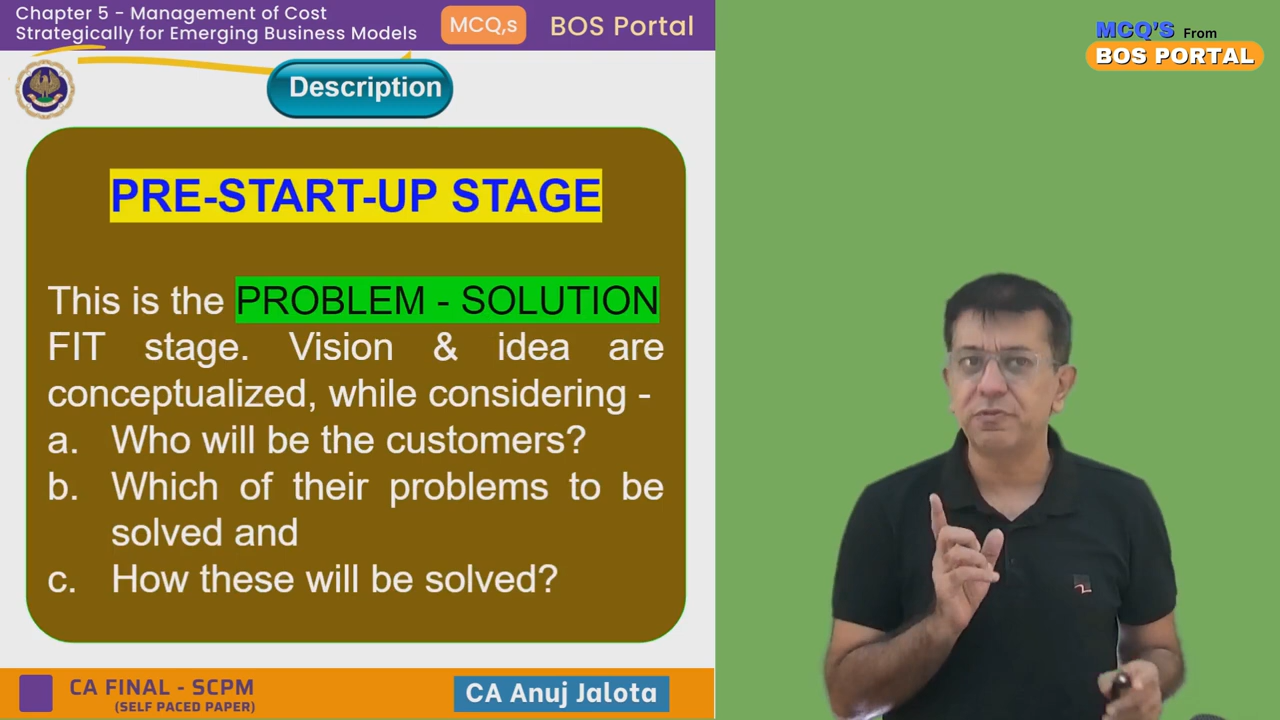 Chapter 5 - Management of Cost
Strategically for Emerging Business Models
MCQ,s
BOS Portal
MCQ'S From
BOS PORTAL
Description
PRE-START-UP STAGE
This is the PROBLEM - SOLUTION
FIT stage. Vision & idea are
conceptualized, while considering -
a. Who will be the customers?
b. Which of their problems to be
solved and
c. How these will be solved?
CA FINAL - SCPM
(SELF PACED PAPER)
CA Anuj Jalota